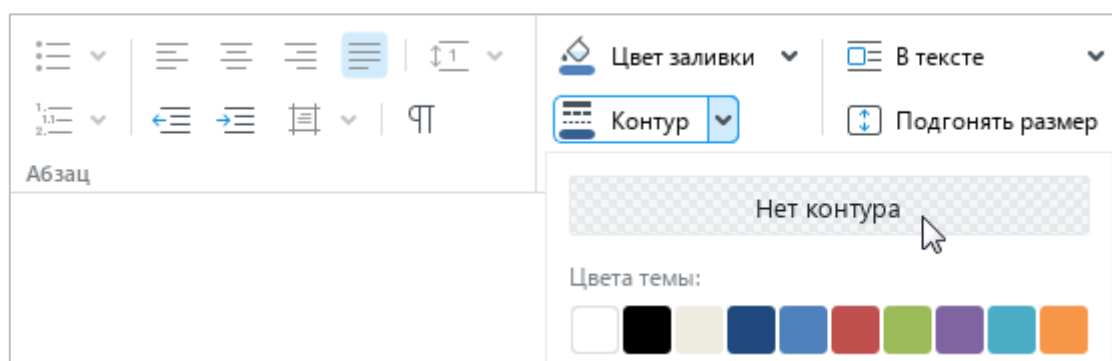 Цвет заливки
В тексте
Контур
Подгонять размер
Абзац
Нет контура
Цвета темы: